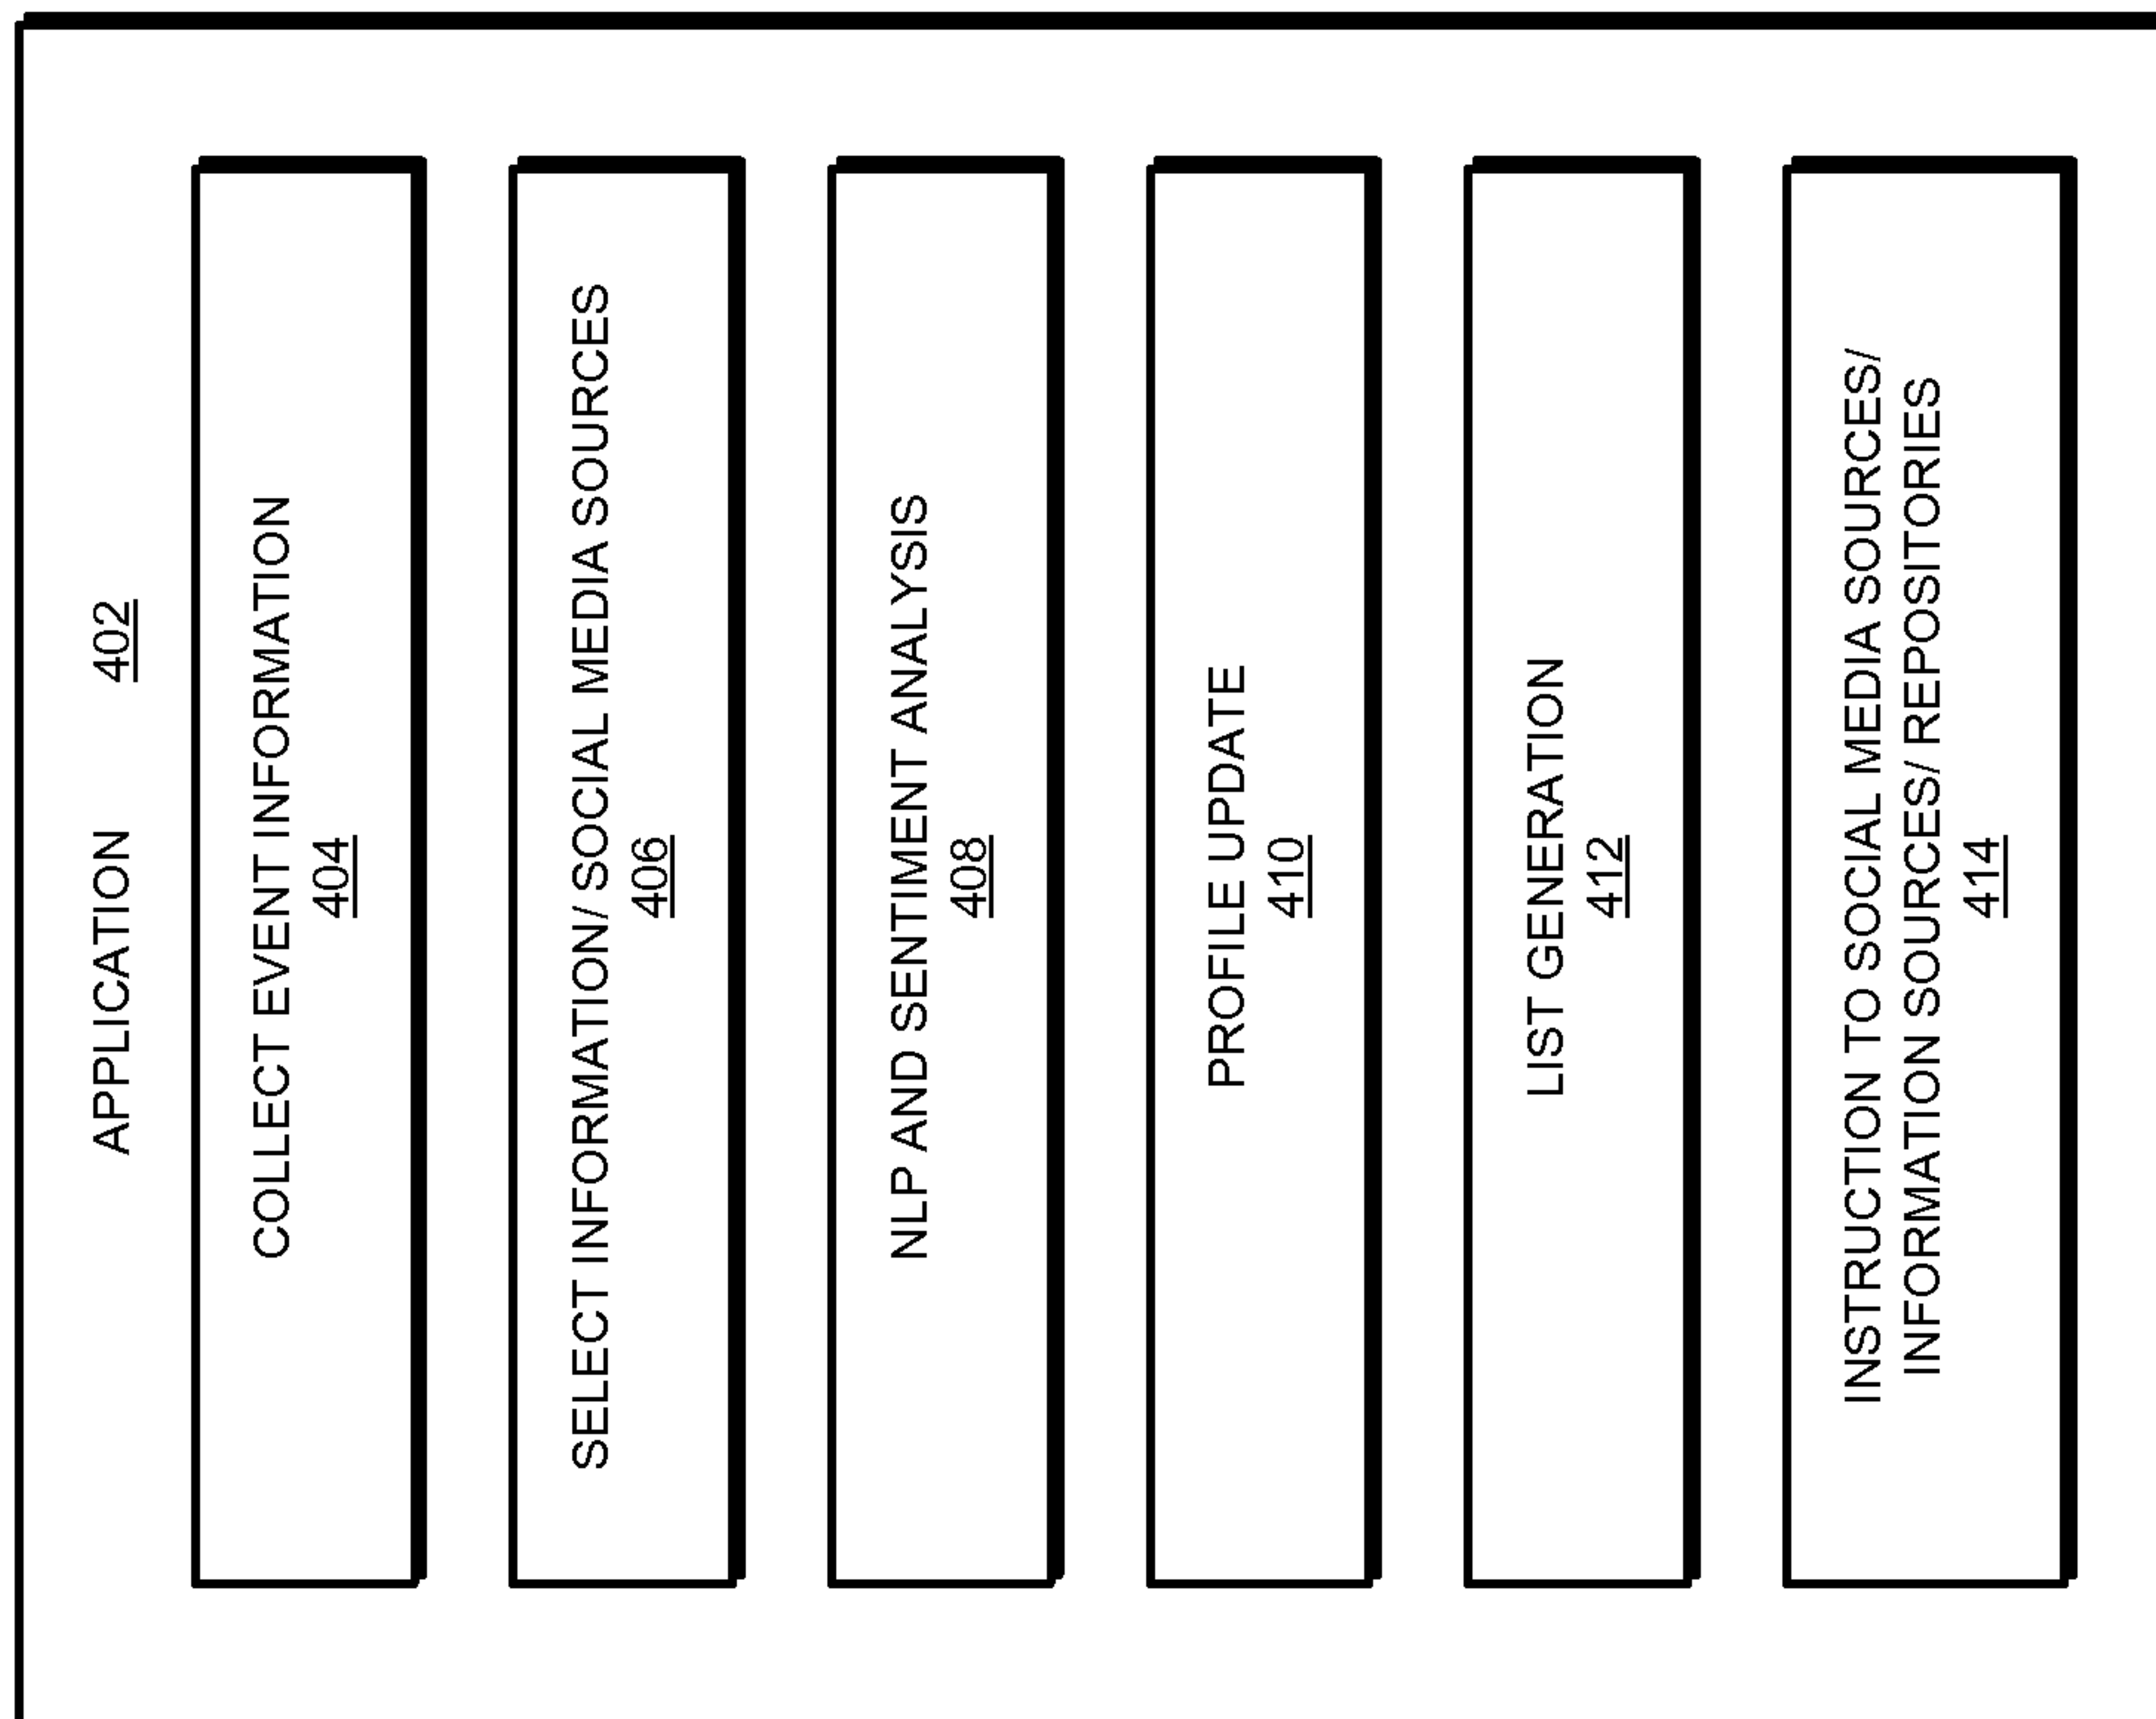 APPLICATION 402
COLLECT EVENT INFORMATION
404
SELECT INFORMATION/ SOCIAL MEDIA SOURCES
406
NLP AND SENTIMENT ANALYSIS
408
PROFILE UPDATE
410
LIST GENERATION
412
INSTRUCTION TO SOCIAL MEDIA SOURCES/
INFORMATION SOURCES/ REPOSITORIES
414